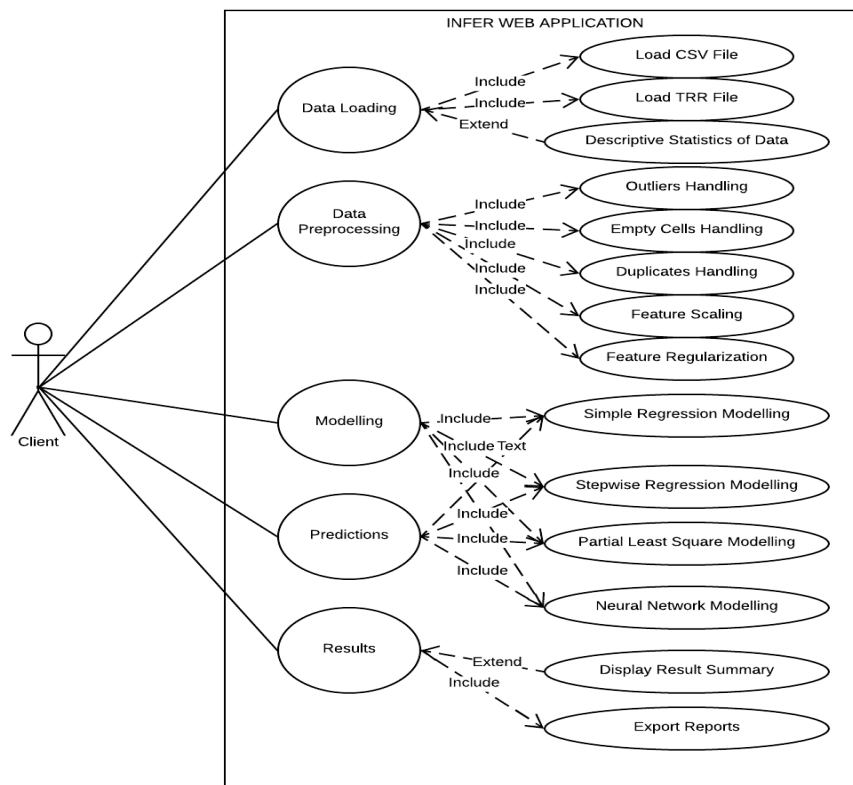 INFER WEB APPLICATION
Load CSV File
Include
Data Loading
Include
Load TRR File
Extend
Descriptive Statistics of Data
Outliers Handling
Include
Data
Preprocessing
Include
Empty Cells Handling
Include
Duplicates Handling
Include
Include
Feature Scaling
Feature Regularization
Client
Modelling
Include
Simple Regression Modelling
Include Text
Include
Stepwise Regression Modelling
Include
Predictions
Include
Partial Least Square Modelling
Include
Neural Network Modelling
Results
Extend
Display Result Summary
Include
Export Reports